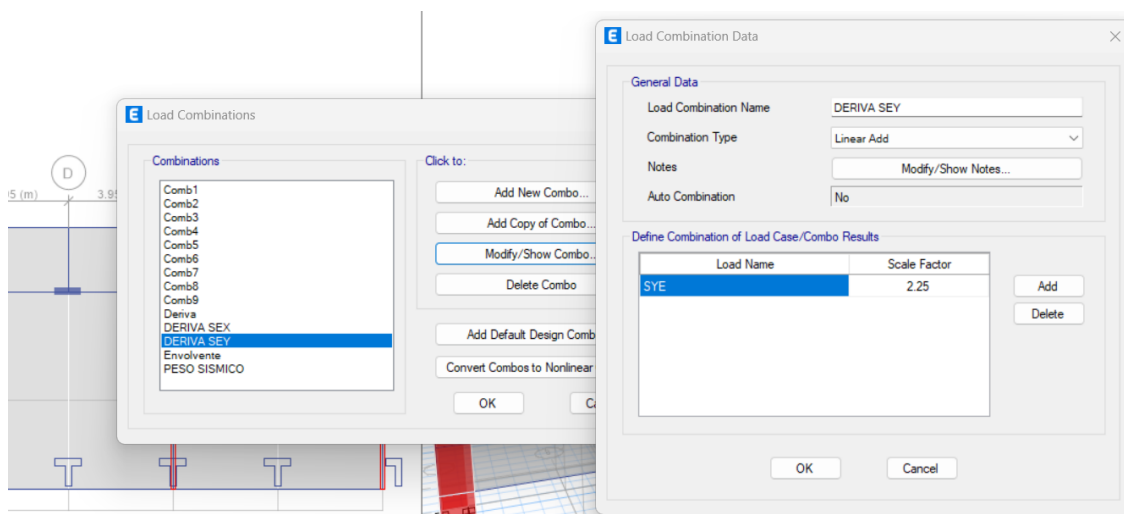 E Load Combination Data
General Data
Load Combination Name DERIVA SEY
Combination Type Linear Add
Notes Modify/Show Notes...
Auto Combination No
Define Combination of Load Case/Combo Results
Load Name Scale Factor
SYE 2.25
Add
Delete
OK Cancel
E Load Combinations
Combinations
Comb1
Comb2
Comb3
Comb4
Comb5
Comb6
Comb7
Comb8
Comb9
Deriva
DERIVA SEX
DERIVA SEY
Envolvente
PESO SISMICO
Click to:
Add New Combo...
Add Copy of Combo...
Modify/Show Combo...
Delete Combo
Add Default Design Comb
Convert Combos to Nonlinear
OK
D
5 (m) 3.95